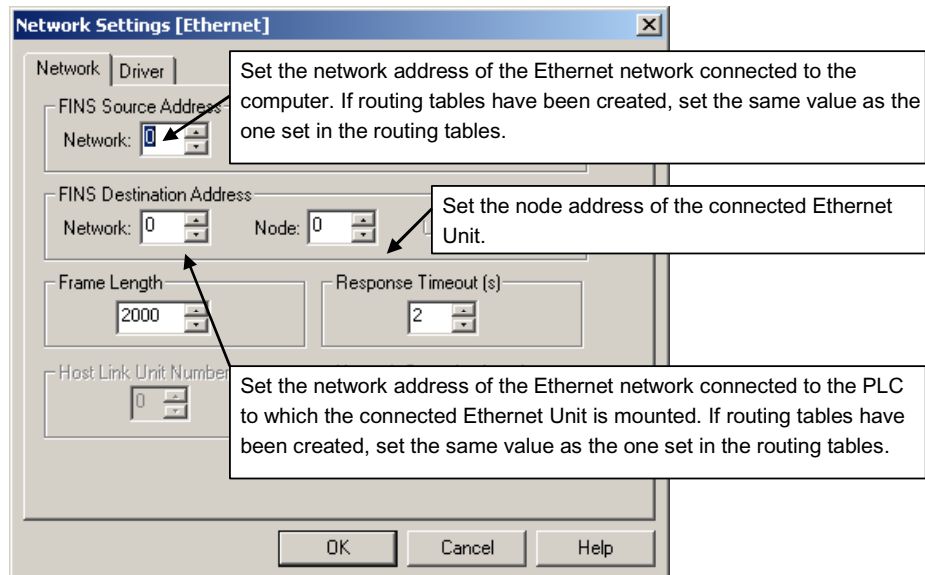 Network Settings [Ethernet]
Network
Driver
Set the network address of the Ethernet network connected to the
computer. If routing tables have been created, set the same value as the
one set in the routing tables.
FINS Source Address
Network: 0
FINS Destination Address
Network: 0
Node: 0
Set the node address of the connected Ethernet
Unit.
Frame Length
2000
Response Timeout (s)
2
Host Link Unit Number
0
Set the network address of the Ethernet network connected to the PLC
to which the connected Ethernet Unit is mounted. If routing tables have
been created, set the same value as the one set in the routing tables.
OK
Cancel
Help